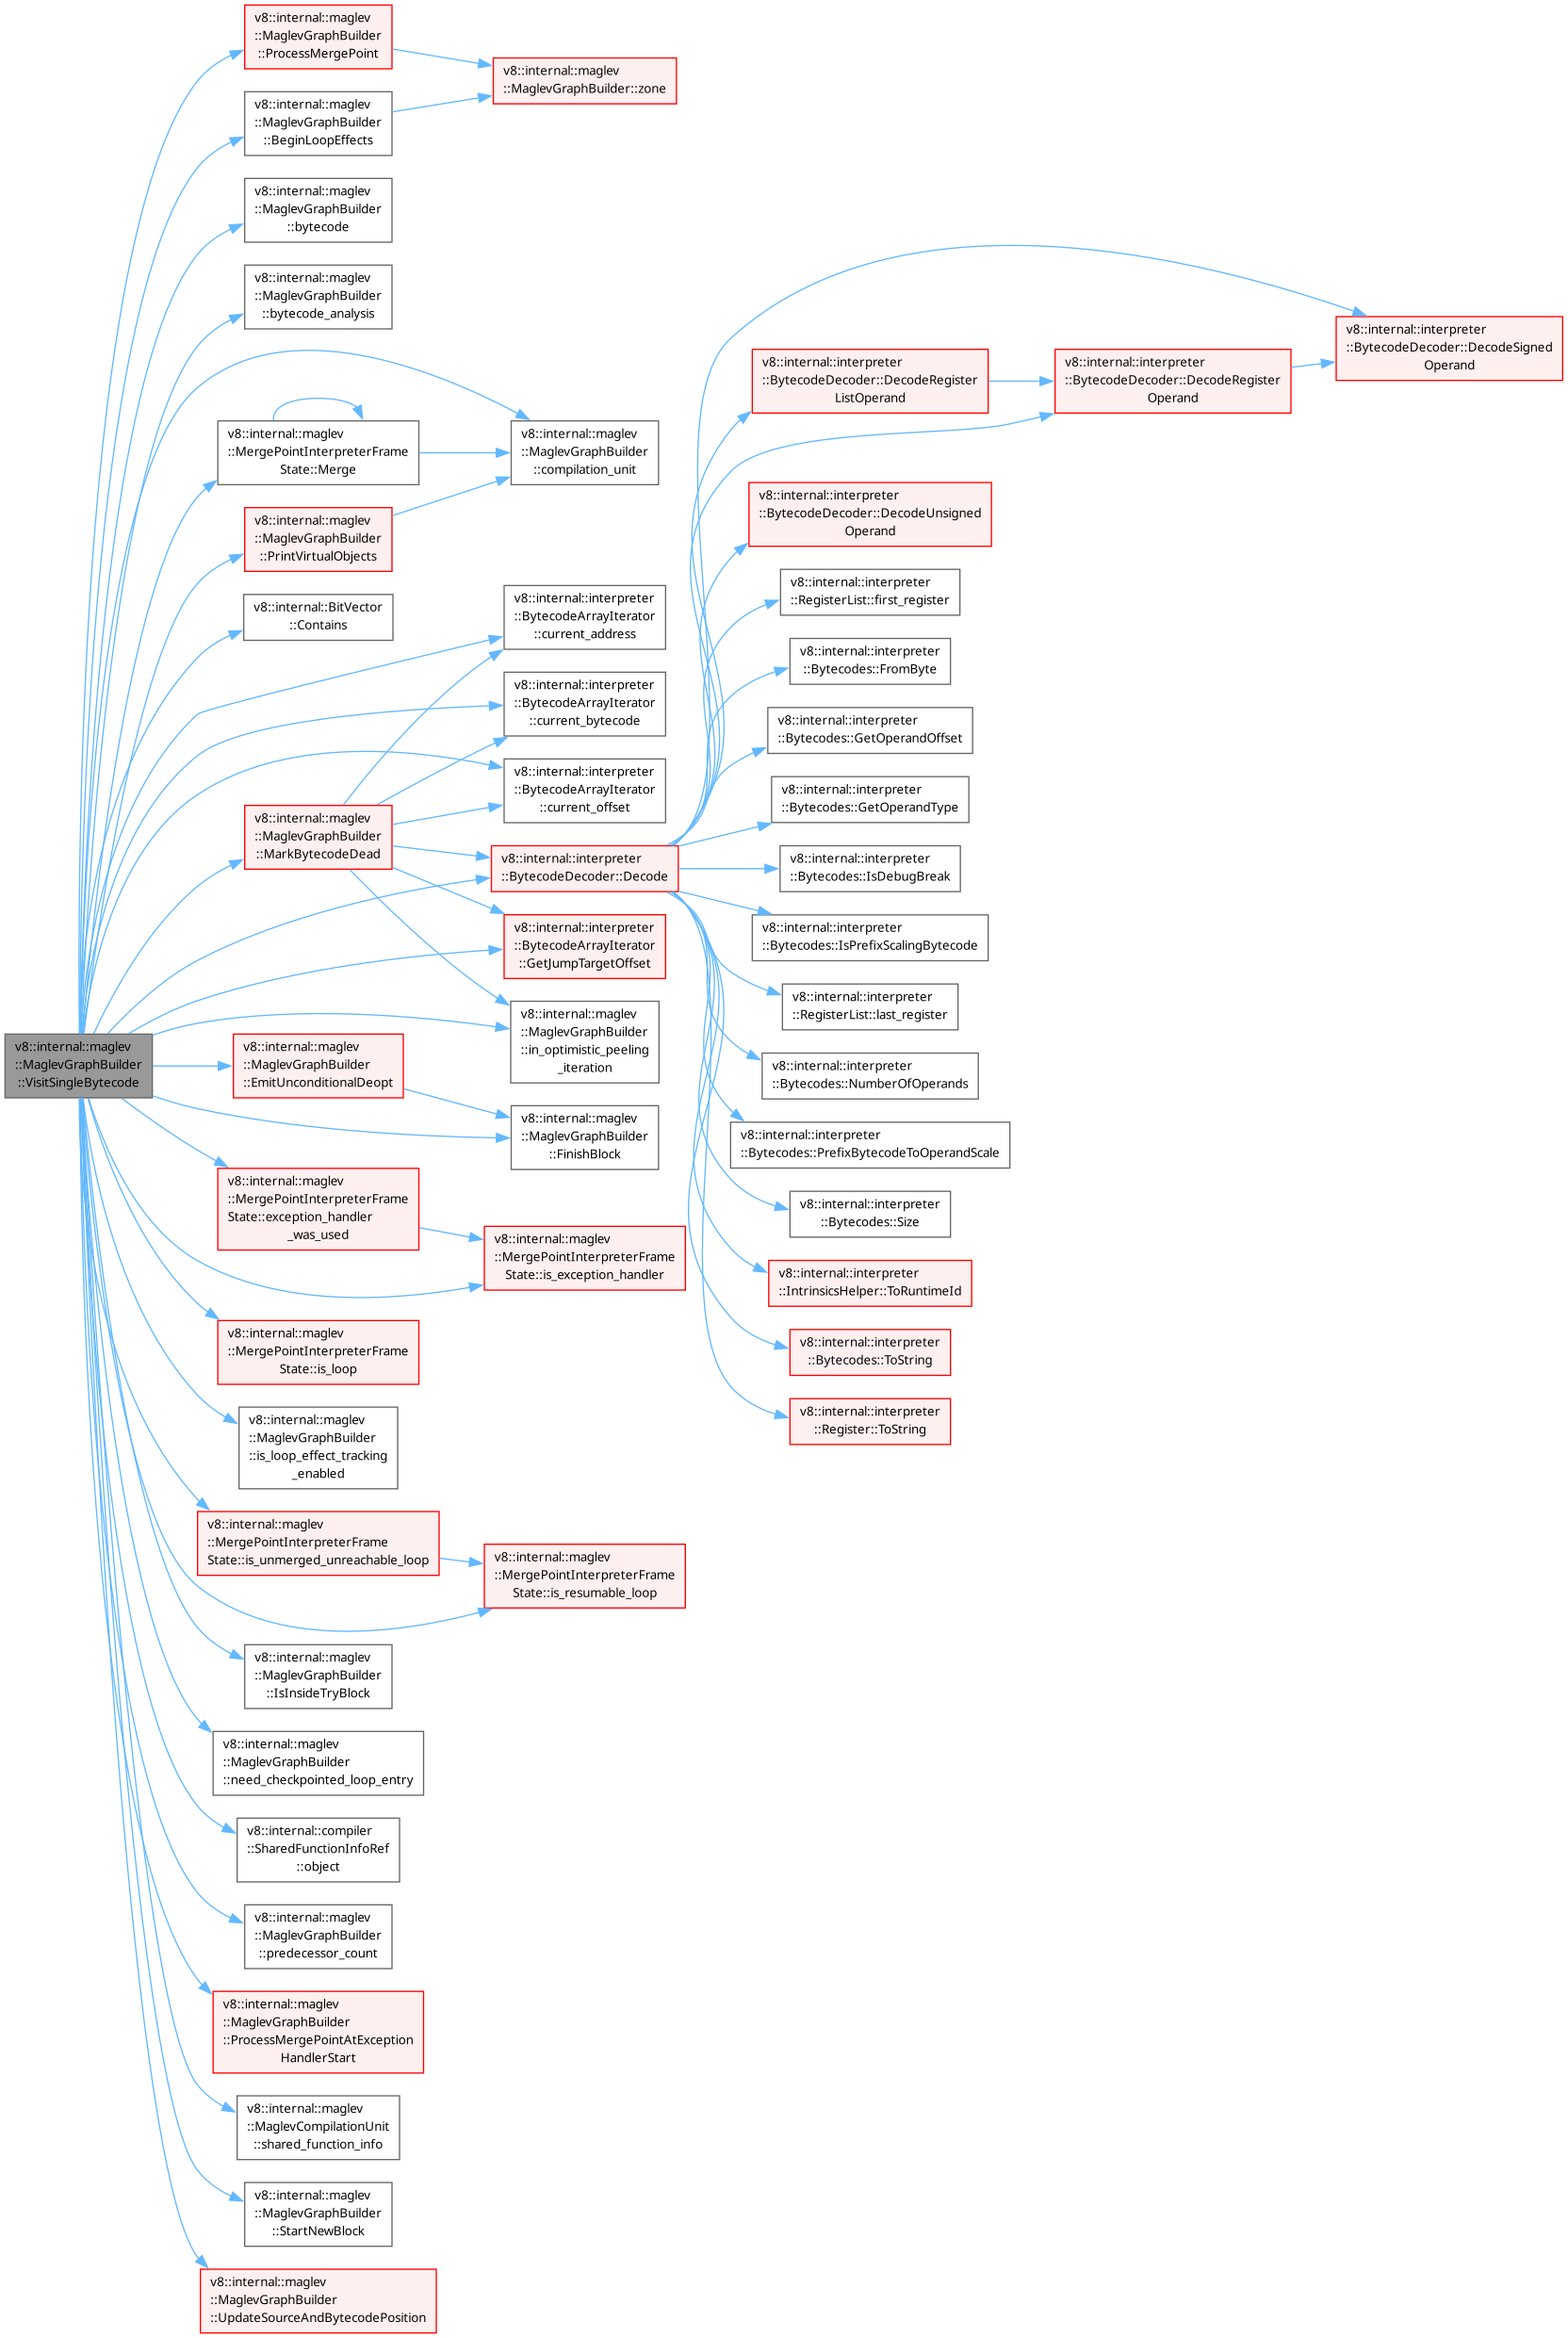 v8::internal::maglev
::MaglevGraphBuilder
::VisitSingleBytecode
v8::internal::maglev
::MaglevGraphBuilder
::ProcessMergePoint
v8::internal::maglev
::MaglevGraphBuilder
::BeginLoopEffects
v8::internal::maglev
::MaglevGraphBuilder
::bytecode
v8::internal::maglev
::MaglevGraphBuilder
::bytecode_analysis
v8::internal::maglev
::MergePointInterpreterFrame
State::Merge
v8::internal::maglev
::MaglevGraphBuilder
::PrintVirtualObjects
v8::internal::BitVector
::Contains
v8::internal::maglev
::MaglevGraphBuilder
::MarkBytecodeDead
v8::internal::maglev
::MaglevGraphBuilder
::EmitUnconditionalDeopt
v8::internal::maglev
::MergePointInterpreterFrame
State::exception_handler
_was_used
v8::internal::maglev
::MergePointInterpreterFrame
State::is_loop
v8::internal::maglev
::MaglevGraphBuilder
::is_loop_effect_tracking
_enabled
v8::internal::maglev
::MergePointInterpreterFrame
State::is_unmerged_unreachable_loop
v8::internal::maglev
::MaglevGraphBuilder
::IsInsideTryBlock
v8::internal::maglev
::MaglevGraphBuilder
::need_checkpointed_loop_entry
v8::internal::compiler
::SharedFunctionInfoRef
::object
v8::internal::maglev
::MaglevGraphBuilder
::predecessor_count
v8::internal::maglev
::MaglevGraphBuilder
::ProcessMergePointAtException
HandlerStart
v8::internal::maglev
::MaglevCompilationUnit
::shared_function_info
v8::internal::maglev
::MaglevGraphBuilder
::StartNewBlock
v8::internal::maglev
::MaglevGraphBuilder
::UpdateSourceAndBytecodePosition
v8::internal::maglev
::MaglevGraphBuilder::zone
v8::internal::maglev
::MaglevGraphBuilder
::compilation_unit
v8::internal::interpreter
::BytecodeArrayIterator
::current_address
v8::internal::interpreter
::BytecodeArrayIterator
::current_bytecode
v8::internal::interpreter
::BytecodeArrayIterator
::current_offset
v8::internal::interpreter
::BytecodeDecoder::Decode
v8::internal::interpreter
::BytecodeArrayIterator
::GetJumpTargetOffset
v8::internal::maglev
::MaglevGraphBuilder
::in_optimistic_peeling
_iteration
v8::internal::maglev
::MaglevGraphBuilder
::FinishBlock
v8::internal::maglev
::MergePointInterpreterFrame
State::is_exception_handler
v8::internal::maglev
::MergePointInterpreterFrame
State::is_resumable_loop
v8::internal::interpreter
::BytecodeDecoder::DecodeRegister
ListOperand
v8::internal::interpreter
::BytecodeDecoder::DecodeUnsigned
Operand
v8::internal::interpreter
::RegisterList::first_register
v8::internal::interpreter
::Bytecodes::FromByte
v8::internal::interpreter
::Bytecodes::GetOperandOffset
v8::internal::interpreter
::Bytecodes::GetOperandType
v8::internal::interpreter
::Bytecodes::IsDebugBreak
v8::internal::interpreter
::Bytecodes::IsPrefixScalingBytecode
v8::internal::interpreter
::RegisterList::last_register
v8::internal::interpreter
::Bytecodes::NumberOfOperands
v8::internal::interpreter
::Bytecodes::PrefixBytecodeToOperandScale
v8::internal::interpreter
::Bytecodes::Size
v8::internal::interpreter
::IntrinsicsHelper::ToRuntimeId
v8::internal::interpreter
::Bytecodes::ToString
v8::internal::interpreter
::Register::ToString
v8::internal::interpreter
::BytecodeDecoder::DecodeRegister
Operand
v8::internal::interpreter
::BytecodeDecoder::DecodeSigned
Operand